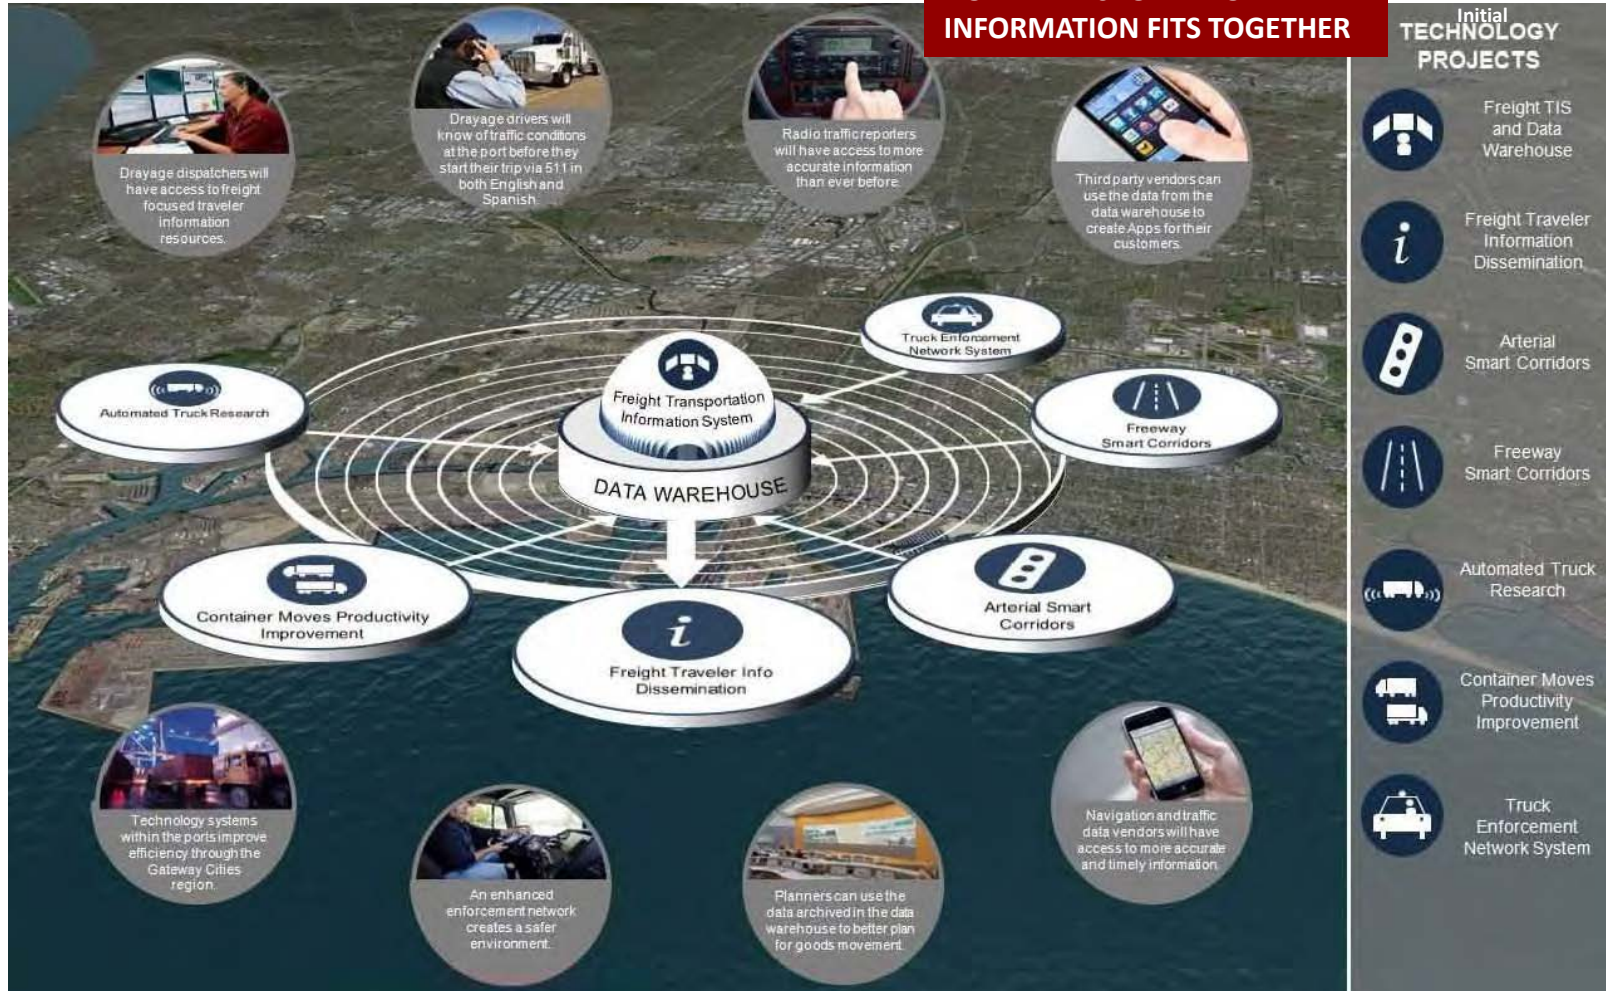 INFORMATION FITS TOGETHER
Initial
TECHNOLOGY
PROJECTS
Drayage dispatchers will
have access to freight
focused traveler
information
resources.
Drayage drivers will
know of traffic conditions
at the port before they
start their trip via 511 in
both English and
Spanish.
Radio traffic reporters
will have access to more
accurate information
than ever before.
Third party vendors can
use the data from the
data warehouse to
create Apps for their
customers.
Truck Enforcement
Network System
Automated Truck Research
Freight Transportation
Information System
DATA WAREHOUSE
Freeway
Smart Corridors
Container Moves Productivity
Improvement
Arterial Smart
Corridors
i
Freight Traveler Info
Dissemination
Technology systems
within the ports improve
efficiency through the
Gateway Cities
region.
An enhanced
enforcement network
creates a safer
environment.
Planners can use the
data archived in the data
warehouse to better plan
for goods movement.
Navigation and traffic
data vendors will have
access to more accurate
and timely information.
Freight TIS
and Data
Warehouse
i
Freight Traveler
Information
Dissemination
Arterial
Smart Corridors
Freeway
Smart Corridors
Automated Truck
Research
Container Moves
Productivity
Improvement
Truck
Enforcement
Network System